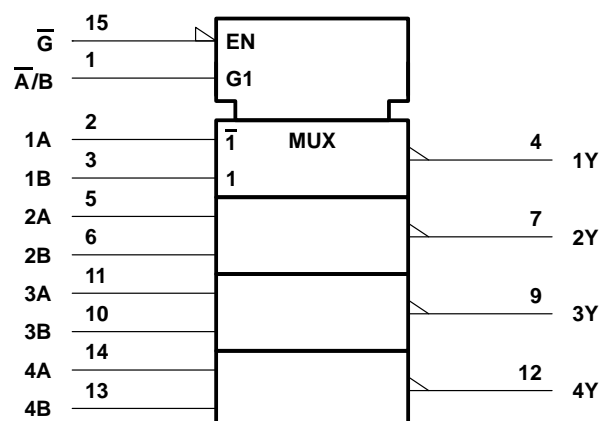 15
G̅ EN
1
A̅/B G1
2
1A 1̅ MUX 4
3 1Y
1B 1
5
2A 7
6 2Y
2B
11
3A 9
10 3Y
3B
14
4A 12
13 4Y
4B